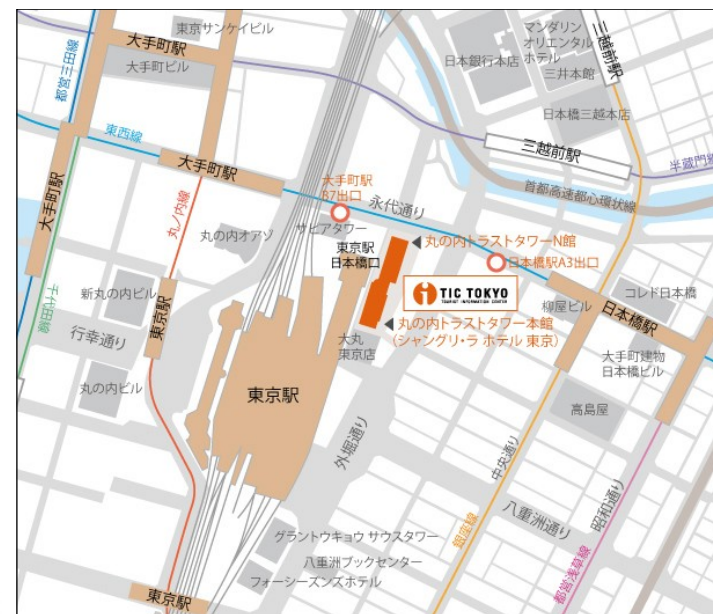 東京サンケイビル
大手町駅
大手町ビル
都営三田線
マンダリン
オリエンタル
ホテル
三井本館
日本銀行本店
三越前駅
日本橋三越本店
東西線
大手町駅
三越前駅
半蔵門線
首都高速都心環状線
大手町駅
B7出口
永代通り
サピアタワー
大手町駅
丸ノ内線
丸の内オアゾ
東京駅
日本橋口
丸の内トラストタワーN館
日本橋駅A3出口
TIC TOKYO
TOURIST INFORMATION CENTER
丸の内トラストタワー本館
(シャングリ・ラ ホテル 東京)
柳屋ビル
コレド日本橋
日本橋駅
大手町建物
日本橋ビル
千代田線
新丸の内ビル
行幸通り
東京駅
丸の内ビル
大丸
東京店
東京駅
高島屋
外堀通り
中央通り
八重洲通り
昭和通り
銀座線
都営浅草線
グラントウキョウ サウスタワー
八重洲ブックセンター
フォーシーズンズホテル
東京駅